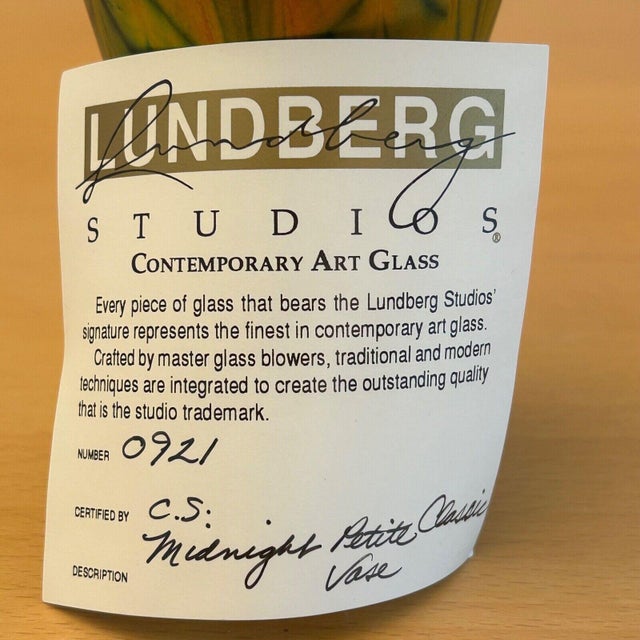 LUNDBERG
Lundberg
STUDIOS®
CONTEMPORARY ART GLASS
Every piece of glass that bears the Lundberg Studios'
signature represents the finest in contemporary art glass.
Crafted by master glass blowers, traditional and modern
techniques are integrated to create the outstanding quality
that is the studio trademark.
NUMBER 0921
CERTIFIED BY C.S:
DESCRIPTION Midnight Petite Classic
Vase